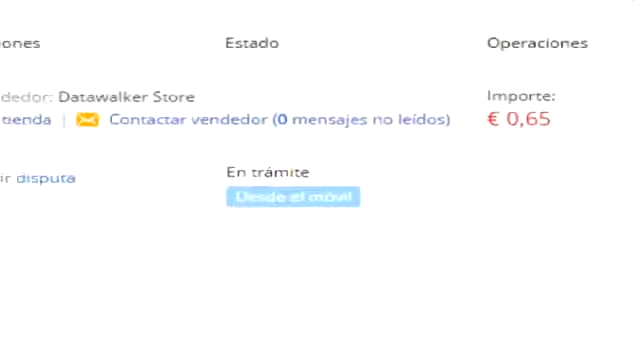 ones Estado Operaciones
dedor: Datawalker Store Importe:
tienda | Contactar vendedor (0 mensajes no leídos) € 0,65
ir disputa En trámite
Desde el móvil